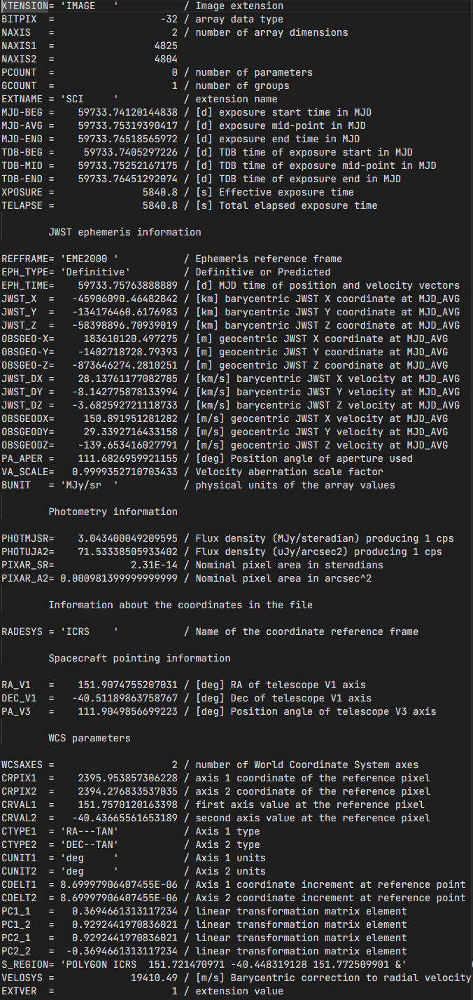 XTENSION= 'IMAGE   '           / Image extension
BITPIX  =                  -32 / array data type
NAXIS   =                    2 / number of array dimensions
NAXIS1  =                 4825
NAXIS2  =                 4804
PCOUNT  =                    0 / number of parameters
GCOUNT  =                    1 / number of groups
EXTNAME = 'SCI     '           / extension name
MJD-BEG =    59733.74120144838 / [d] exposure start time in MJD
MJD-AVG =    59733.75319390417 / [d] exposure mid-point in MJD
MJD-END =    59733.76518565972 / [d] exposure end time in MJD
TDB-BEG =     59733.7405297226 / [d] TDB time of exposure start in MJD
TDB-MID =    59733.75252167175 / [d] TDB time of exposure mid-point in MJD
TDB-END =    59733.76451292074 / [d] TDB time of exposure end in MJD
XPOSURE =               5840.8 / [s] Effective exposure time
TELAPSE =               5840.8 / [s] Total elapsed exposure time
JWST ephemeris information
REFFRAME= 'EME2000 '           / Ephemeris reference frame
EPH_TYPE= 'Definitive'         / Definitive or Predicted
EPH_TIME=    59733.75763888889 / [d] MJD time of position and velocity vectors
JWST_X  =   -45906090.46482842 / [km] barycentric JWST X coordinate at MJD_AVG
JWST_Y  =   -134176460.6176983 / [km] barycentric JWST Y coordinate at MJD_AVG
JWST_Z  =   -58398896.70939019 / [km] barycentric JWST Z coordinate at MJD_AVG
OBSGEO-X=     183610120.497275 / [m] geocentric JWST X coordinate at MJD_AVG
OBSGEO-Y=    -1402718728.79393 / [m] geocentric JWST Y coordinate at MJD_AVG
OBSGEO-Z=   -873646274.2810251 / [m] geocentric JWST Z coordinate at MJD_AVG
JWST_DX =    28.13761177082785 / [km/s] barycentric JWST X velocity at MJD_AVG
JWST_DY =   -8.142775878133994 / [km/s] barycentric JWST Y velocity at MJD_AVG
JWST_DZ =   -3.682592721118733 / [km/s] barycentric JWST Z velocity at MJD_AVG
OBSGEODX=     150.891951281282 / [m/s] geocentric JWST X velocity at MJD_AVG
OBSGEODY=     29.3392716433158 / [m/s] geocentric JWST Y velocity at MJD_AVG
OBSGEODZ=    -139.653416027791 / [m/s] geocentric JWST Z velocity at MJD_AVG
PA_APER =    111.6826959921155 / [deg] Position angle of aperture used
VA_SCALE=   0.9999352710703433 / Velocity aberration scale factor
BUNIT   = 'MJy/sr  '           / physical units of the array values
Photometry information
PHOTMJSR=    3.043400049209595 / Flux density (MJy/steradian) producing 1 cps
PHOTUJA2=    71.53338505933402 / Flux density (uJy/arcsec2) producing 1 cps
PIXAR_SR=             2.31E-14 / Nominal pixel area in steradians
PIXAR_A2= 0.000981399999999999 / Nominal pixel area in arcsec^2
Information about the coordinates in the file
RADESYS = 'ICRS    '           / Name of the coordinate reference frame
Spacecraft pointing information
RA_V1   =    151.9074755207031 / [deg] RA of telescope V1 axis
DEC_V1  =   -40.51189863758767 / [deg] Dec of telescope V1 axis
PA_V3   =    111.9049856699223 / [deg] Position angle of telescope V3 axis
WCS parameters
WCSAXES =                    2 / number of World Coordinate System axes
CRPIX1  =    2395.953857306228 / axis 1 coordinate of the reference pixel
CRPIX2  =    2394.276833537035 / axis 2 coordinate of the reference pixel
CRVAL1  =    151.7570120163398 / first axis value at the reference pixel
CRVAL2  =   -40.43665561653189 / second axis value at the reference pixel
CTYPE1  = 'RA---TAN'           / Axis 1 type
CTYPE2  = 'DEC--TAN'           / Axis 2 type
CUNIT1  = 'deg     '           / Axis 1 units
CUNIT2  = 'deg     '           / Axis 2 units
CDELT1  = 8.69997906407455E-06 / Axis 1 coordinate increment at reference point
CDELT2  = 8.69997906407455E-06 / Axis 2 coordinate increment at reference point
PC1_1   =   0.3694661313117234 / linear transformation matrix element
PC1_2   =   0.9292441970836021 / linear transformation matrix element
PC2_1   =   0.9292441970836021 / linear transformation matrix element
PC2_2   =  -0.3694661313117234 / linear transformation matrix element
S_REGION= 'POLYGON ICRS  151.721470971 -40.448319128 151.772509901 &'
VELOSYS =             19410.49 / [m/s] Barycentric correction to radial velocity
EXTVER  =                    1 / extension value